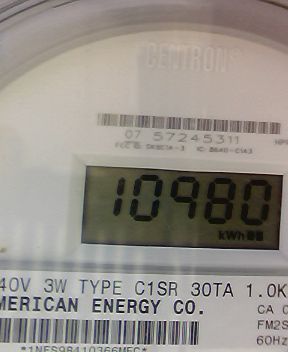 CENTRON®
07 57245311
10980
kWh
40V 3W TYPE C1SR 30TA 1.0K
MERICAN ENERGY CO.
CA
FM2S
60Hz